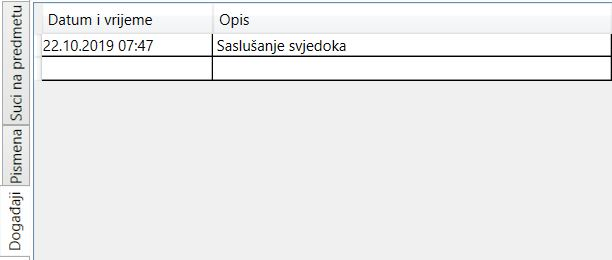 Datum i vrijeme Opis
22.10.2019 07:47 Saslušanje svjedoka
Suci na predmetu
Pismena
Događaji